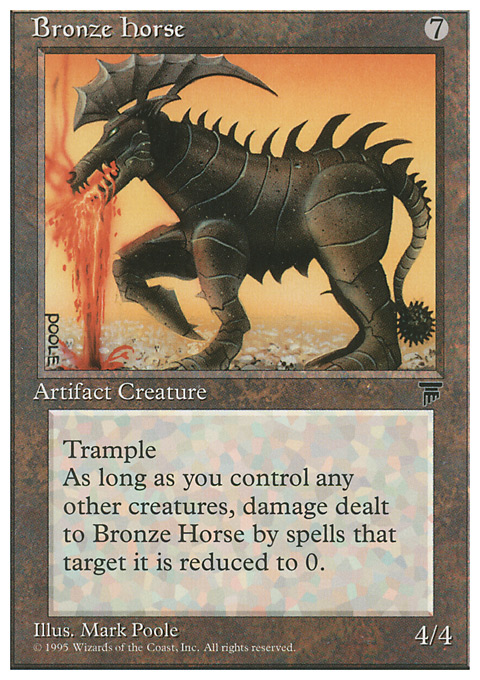 Bronze Horse 7
POOLE
Artifact Creature
Trample
As long as you control any
other creatures, damage dealt
to Bronze Horse by spells that
target it is reduced to 0.
Illus. Mark Poole
4/4
© 1995 Wizards of the Coast, Inc. All rights reserved.